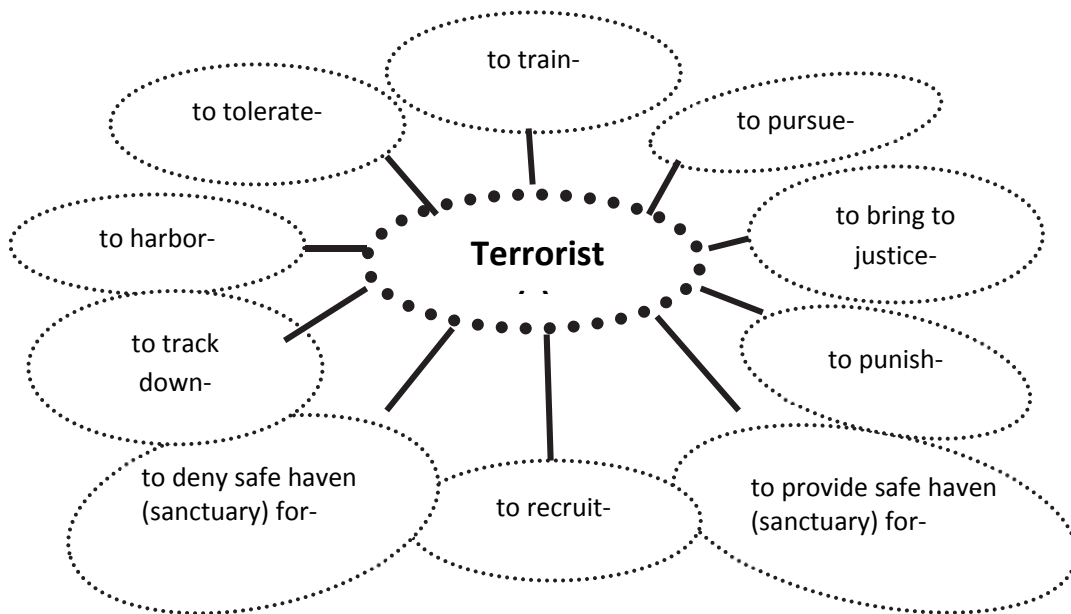 to train-
to tolerate-
to pursue-
to harbor-
Terrorist
to bring to
justice-
to track
down-
to punish-
to deny safe haven
(sanctuary) for-
to recruit-
to provide safe haven
(sanctuary) for-